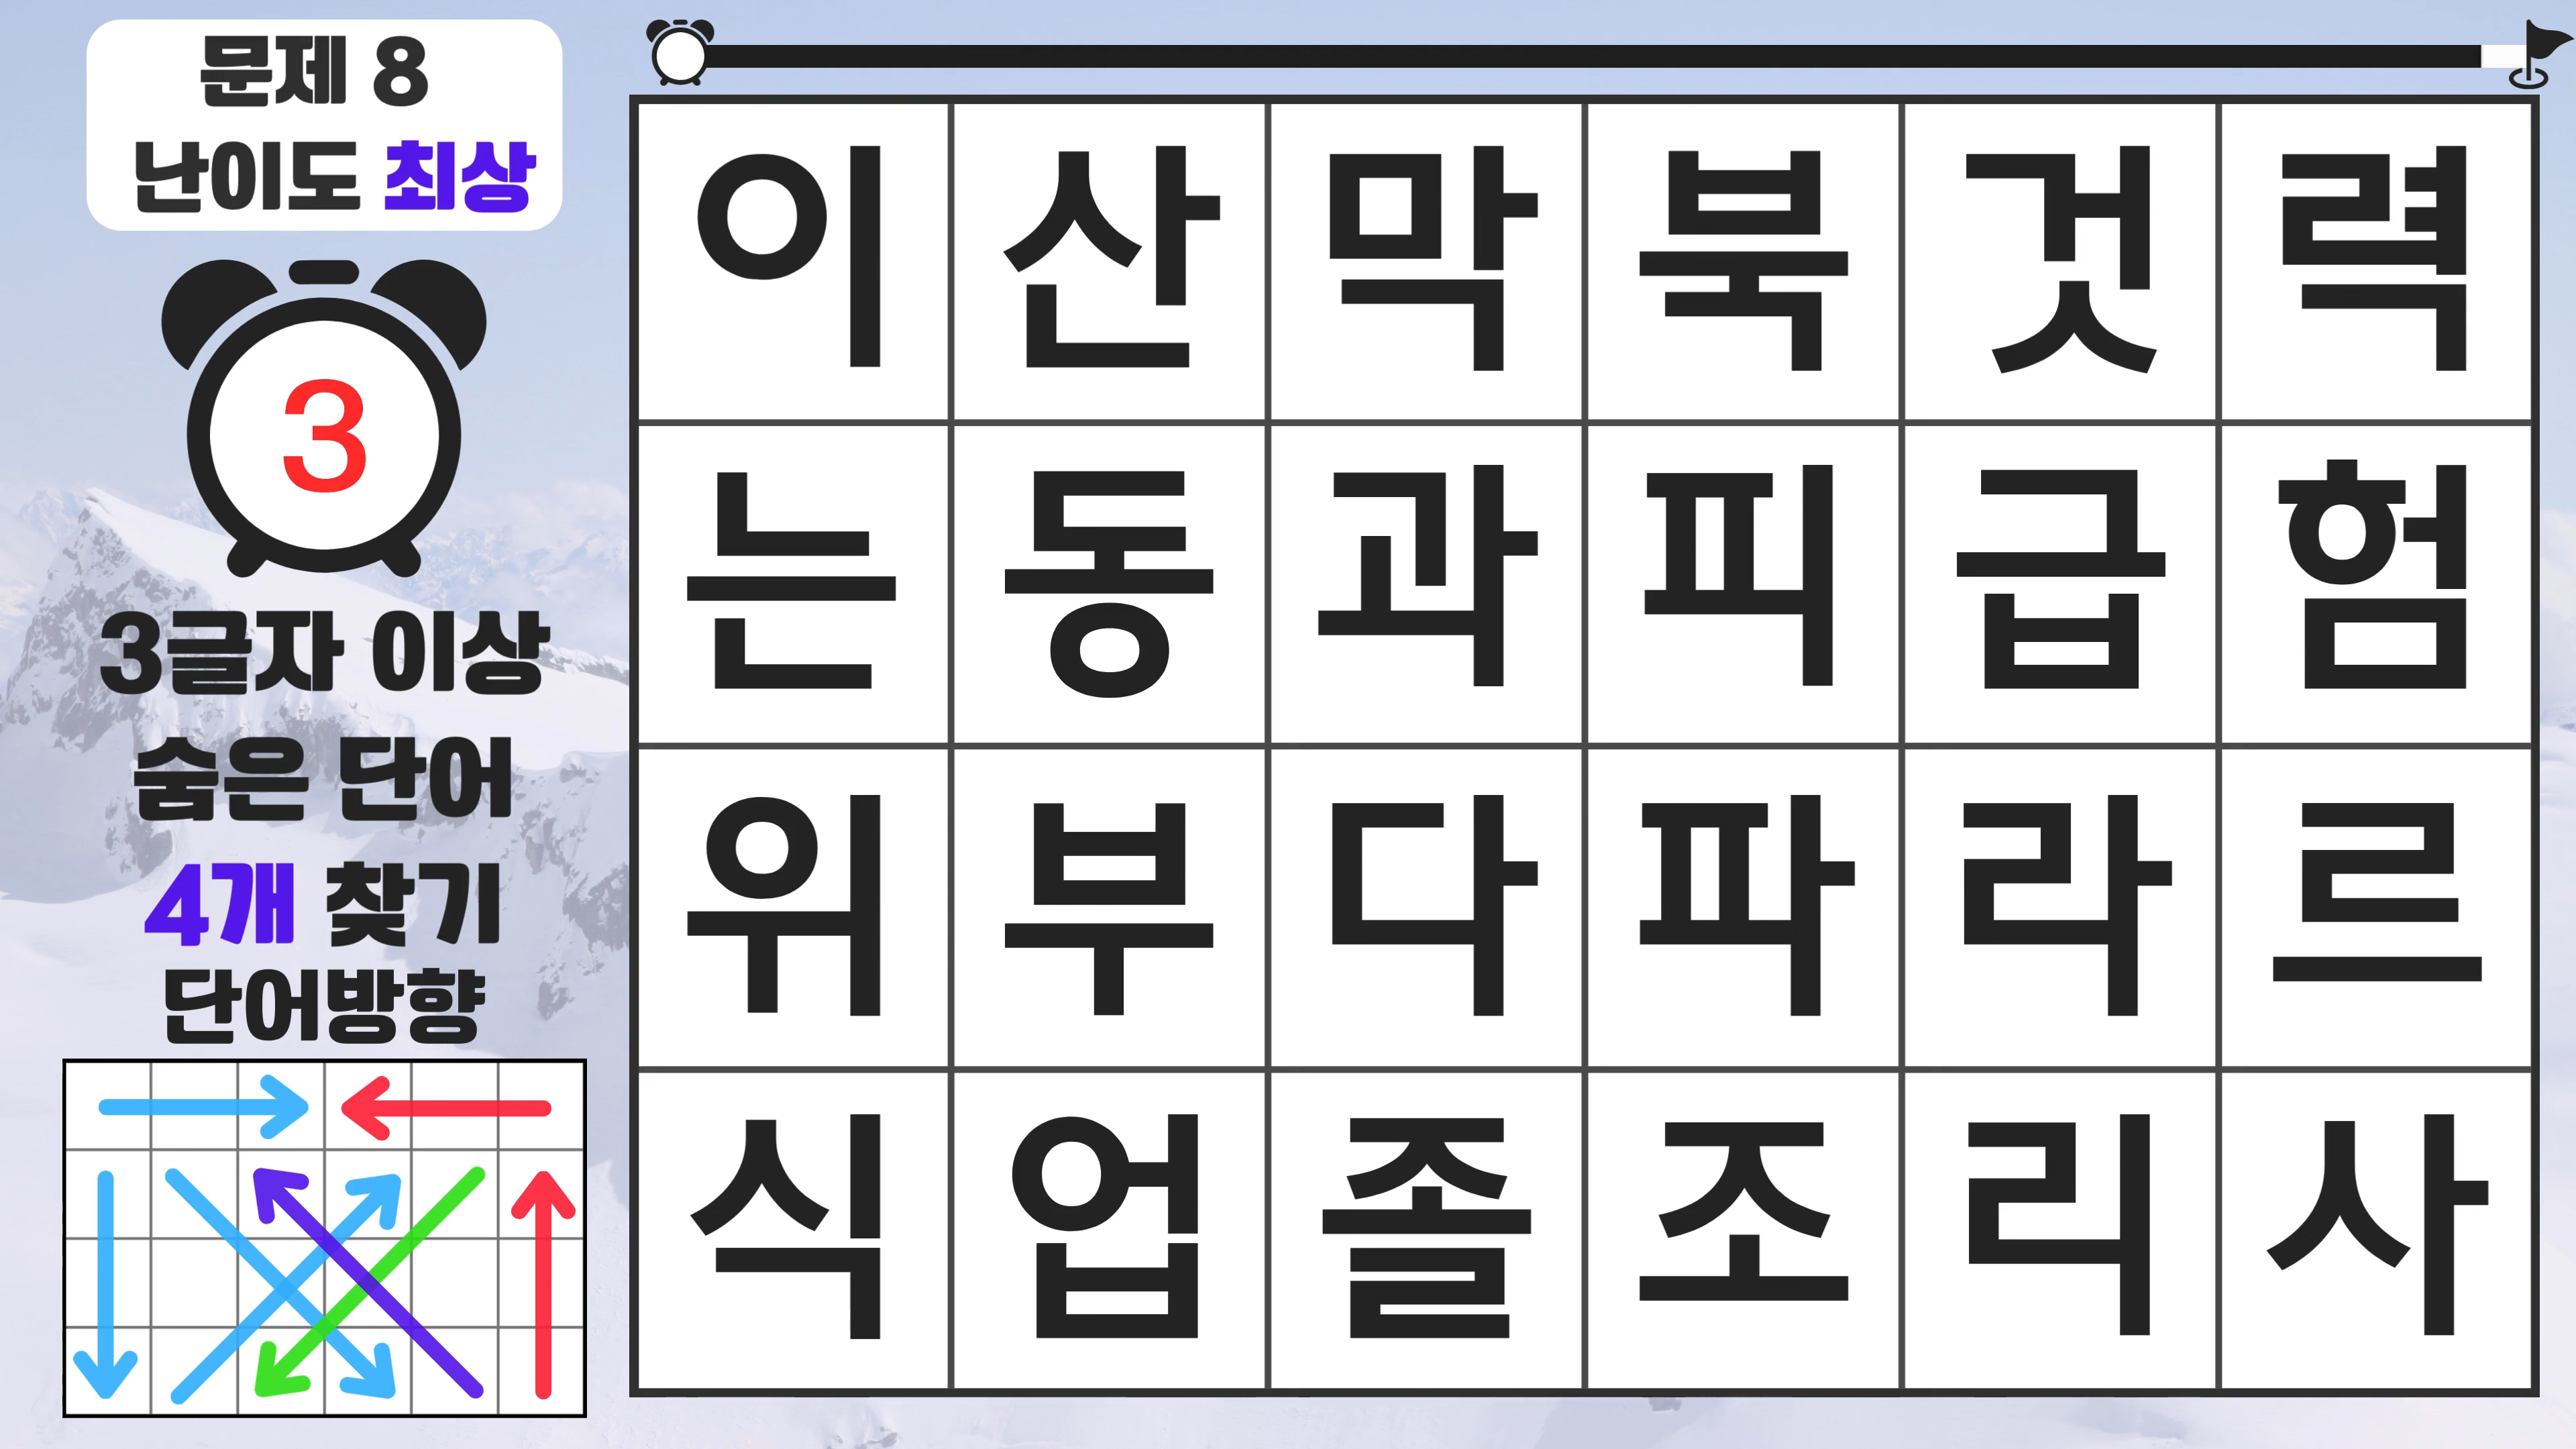 문제 8
난이도 최상
3
3글자 이상
숨은 단어
4개 찾기
단어방향
이 산 막 북 것 력
는 동 과 피 급 험
위 부 다 파 라 르
식 업 졸 조 리 사